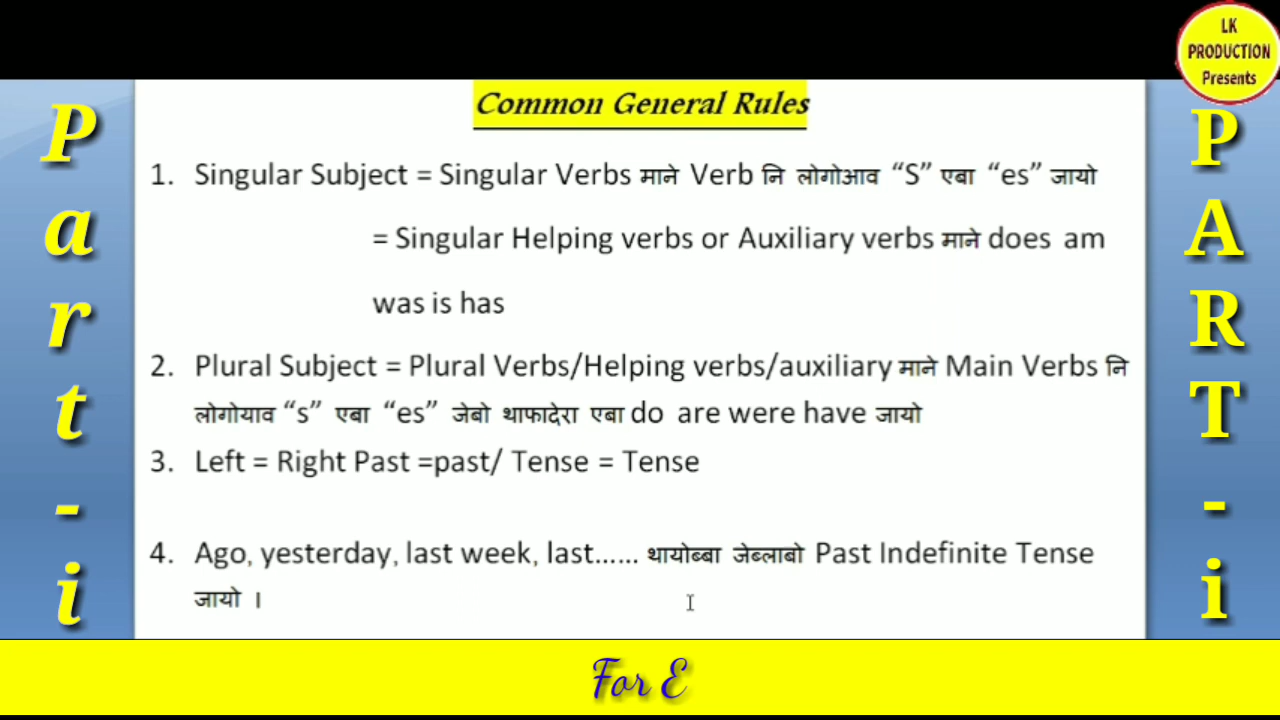 LK
PRODUCTION
Presents
Part-i
Common General Rules
1. Singular Subject = Singular Verbs माने Verb नि लोगोआव “S” एबा “es” जायो
= Singular Helping verbs or Auxiliary verbs माने does am
was is has
2. Plural Subject = Plural Verbs/Helping verbs/auxiliary माने Main Verbs नि
लोगोयाव “s” एबा “es” जेबो थाफादेरा एबा do are were have जायो
3. Left = Right Past =past/ Tense = Tense
4. Ago, yesterday, last week, last...... थायोब्बा जेब्लाबो Past Indefinite Tense
जायो ।
PART-i
For E